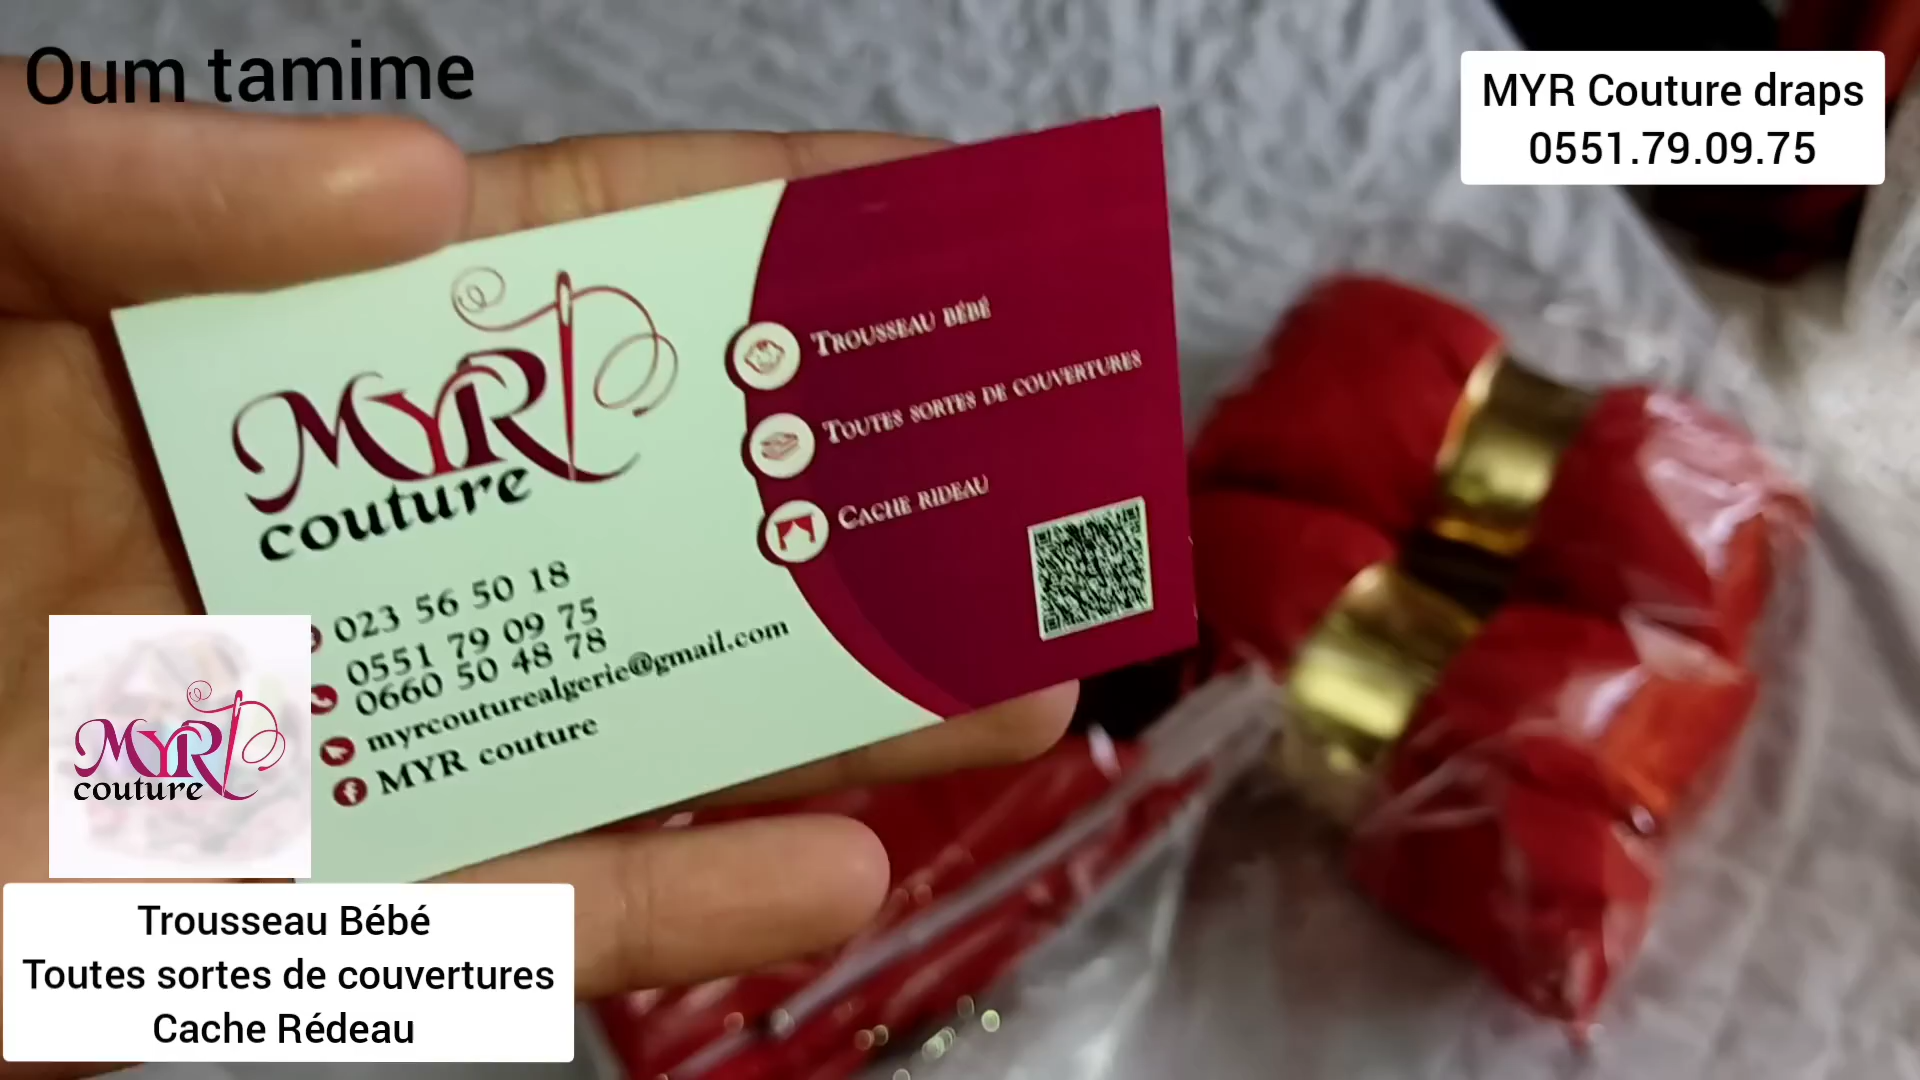 Oum tamime
MYR Couture draps
0551.79.09.75
MYR
couture
023 56 50 18
0551 79 09 75
0660 50 48 78
myrcouturealgerie@gmail.com
MYR couture
TROUSSEAU BÉBÉ
TOUTES SORTES DE COUVERTURES
CACHE RIDEAU
MYR
couture
Trousseau Bébé
Toutes sortes de couvertures
Cache Rédeau